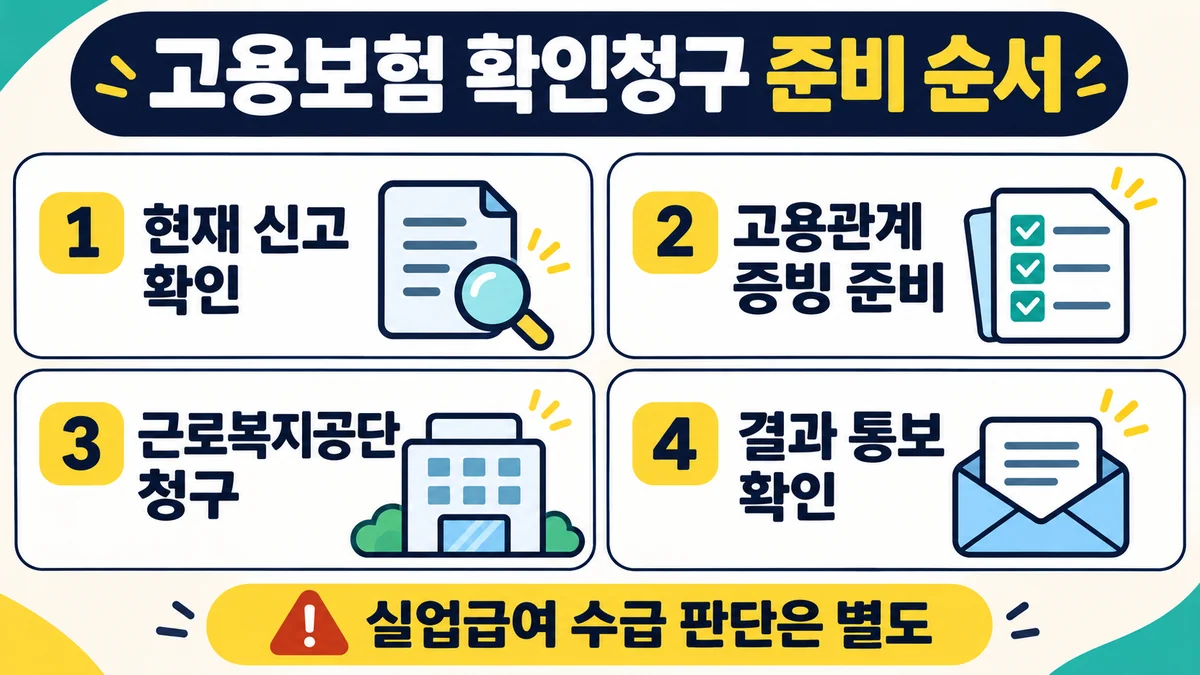 고용보험 확인청구 준비 순서
1
현재 신고
확인
2
고용관계
증빙 준비
3
근로복지공단
청구
4
결과 통보
확인
실업급여 수급 판단은 별도